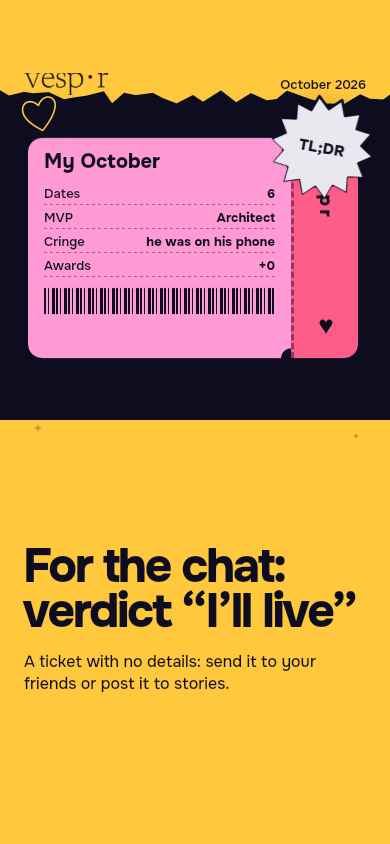 vesp·r
October 2026
TL;DR
My October
Dates 6
MVP Architect
Cringe he was on his phone
Awards +0
For the chat:
verdict “I’ll live”
A ticket with no details: send it to your
friends or post it to stories.